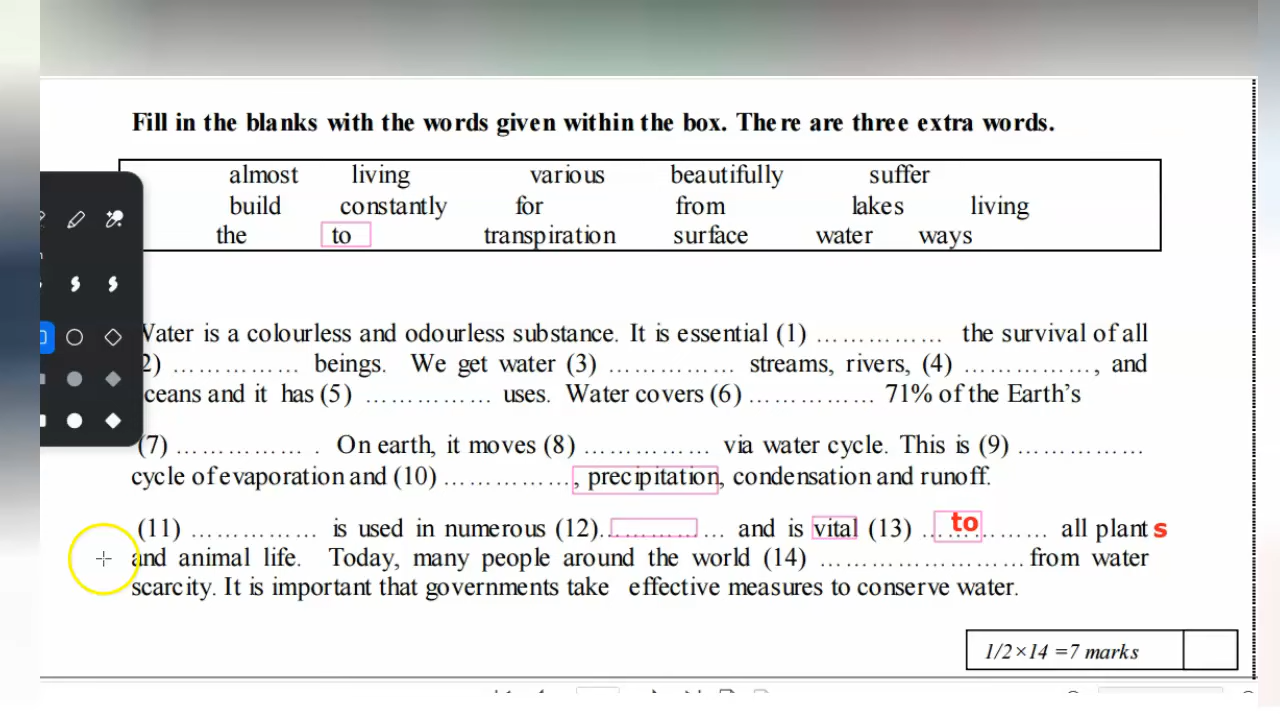 Fill in the blanks with the words given within the box. There are three extra words.
almost living various beautifully suffer
build constantly for from lakes living
the to transpiration surface water ways
Water is a colourless and odourless substance. It is essential (1) …………… the survival of all
2) …………… beings. We get water (3) …………… streams, rivers, (4) ……………, and
ceans and it has (5) …………… uses. Water covers (6) …………… 71% of the Earth's
(7) …………… . On earth, it moves (8) …………… via water cycle. This is (9) ……………
cycle of evaporation and (10) ……………, precipitation, condensation and runoff.
(11) …………… is used in numerous (12)…………… and is vital (13) …to………… all plants
and animal life. Today, many people around the world (14) …………………… from water
scarcity. It is important that governments take effective measures to conserve water.
1/2×14 =7 marks